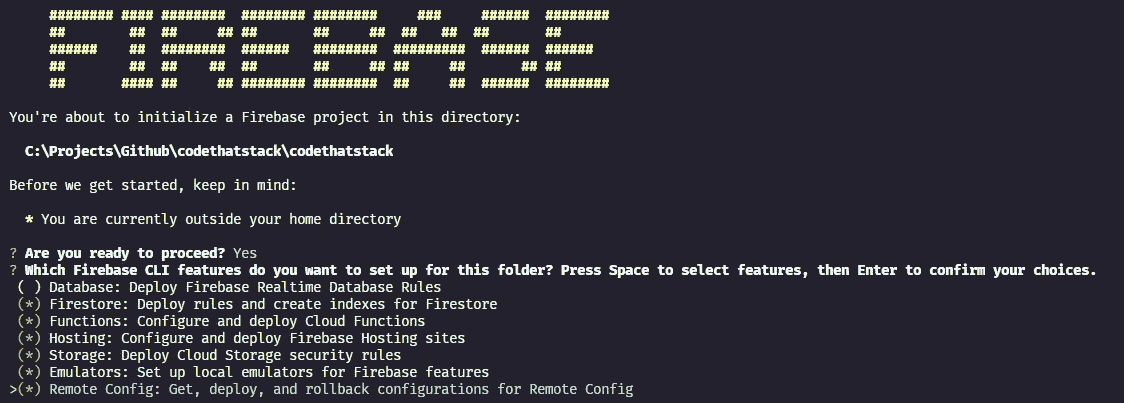 ######## #### ########  ######## ########     ###     ######  ########
##        ##  ##     ## ##       ##     ##  ##   ##  ##       ##
######    ##  ########  ######   ########  #########  ######  ######
##        ##  ##    ##  ##       ##     ## ##     ##       ## ##
##       #### ##     ## ######## ########  ##     ##  ######  ########
You're about to initialize a Firebase project in this directory:
C:\Projects\Github\codethatstack\codethatstack
Before we get started, keep in mind:
* You are currently outside your home directory
? Are you ready to proceed? Yes
? Which Firebase CLI features do you want to set up for this folder? Press Space to select features, then Enter to confirm your choices.
( ) Database: Deploy Firebase Realtime Database Rules
(*) Firestore: Deploy rules and create indexes for Firestore
(*) Functions: Configure and deploy Cloud Functions
(*) Hosting: Configure and deploy Firebase Hosting sites
(*) Storage: Deploy Cloud Storage security rules
(*) Emulators: Set up local emulators for Firebase features
>(*) Remote Config: Get, deploy, and rollback configurations for Remote Config